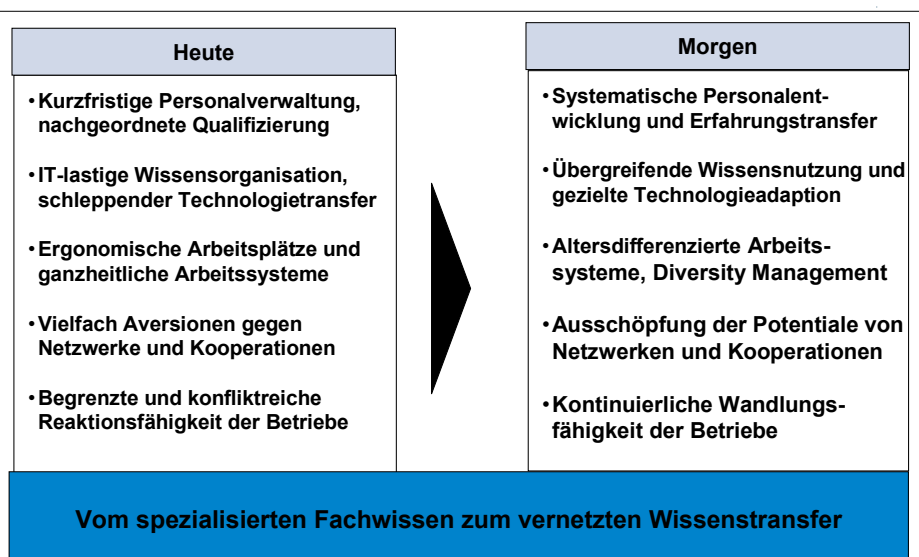 Heute
• Kurzfristige Personalverwaltung,
nachgeordnete Qualifizierung
• IT-lastige Wissensorganisation,
schleppender Technologietransfer
• Ergonomische Arbeitsplätze und
ganzheitliche Arbeitssysteme
• Vielfach Aversionen gegen
Netzwerke und Kooperationen
• Begrenzte und konfliktreiche
Reaktionsfähigkeit der Betriebe
Morgen
• Systematische Personalent-
wicklung und Erfahrungstransfer
• Übergreifende Wissensnutzung und
gezielte Technologieadaption
• Altersdifferenzierte Arbeits-
systeme, Diversity Management
• Ausschöpfung der Potentiale von
Netzwerken und Kooperationen
• Kontinuierliche Wandlungs-
fähigkeit der Betriebe
Vom spezialisierten Fachwissen zum vernetzten Wissenstransfer